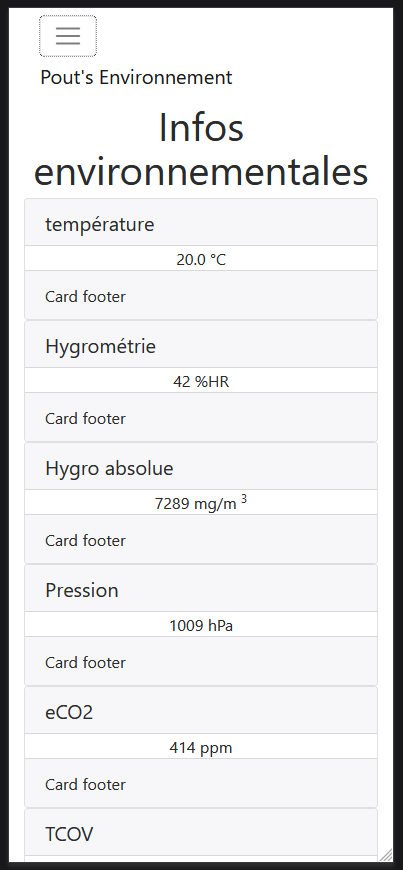 Pout's Environnement
Infos
environnementales
température
20.0 °C
Card footer
Hygrométrie
42 %HR
Card footer
Hygro absolue
7289 mg/m ³
Card footer
Pression
1009 hPa
Card footer
eCO2
414 ppm
Card footer
TCOV